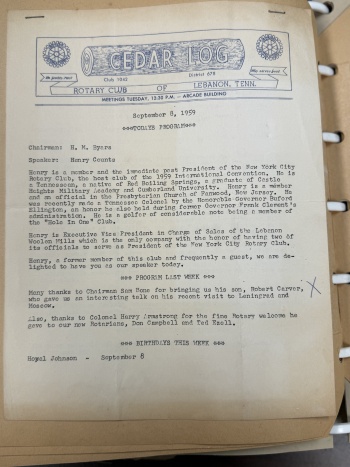 CEDAR LOG
Club 1062
District 676
ROTARY CLUB OF LEBANON, TENN.
MEETINGS TUESDAY, 12:30 P.M. — ARCADE BUILDING
September 8, 1959
***TODAYS PROGRAM***
Chairman: H. M. Byars
Speaker: Henry Counts
Henry is a member and the immediate past President of the New York City
Rotary Club, the host club of the 1959 International Convention. He is
a Tennessean, a native of Red Boiling Springs, a graduate of Castle
Heights Military Academy and Cumberland University. Henry is a member
and an official in the Presbyterian Church of Fanwood, New Jersey. He
was recently made a Tennessee Colonel by the Honorable Governor Buford
Ellington, an honor he also held during former Governor Frank Clement's
administration. He is a golfer of considerable note being a member of
the "Hole in One" Club.
Henry is Executive Vice President in Charge of Sales of the Lebanon
Woolen Mills which is the only company with the honor of having two of
its officials to serve as President of the New York City Rotary Club.
Henry, a former member of this club and frequently a guest, we are de-
lighted to have you as our speaker today.
*** PROGRAM LAST WEEK ***
Many thanks to Chairman Sam Bone for bringing us his son, Robert Carver,
who gave us an interesting talk on his recent visit to Leningrad and
Moscow.
Also, thanks to Colonel Harry Armstrong for the fine Rotary welcome he
gave to our new Rotarians, Don Campbell and Ted Ezell.
*** BIRTHDAYS THIS WEEK ***
Hoyal Johnson - September 8